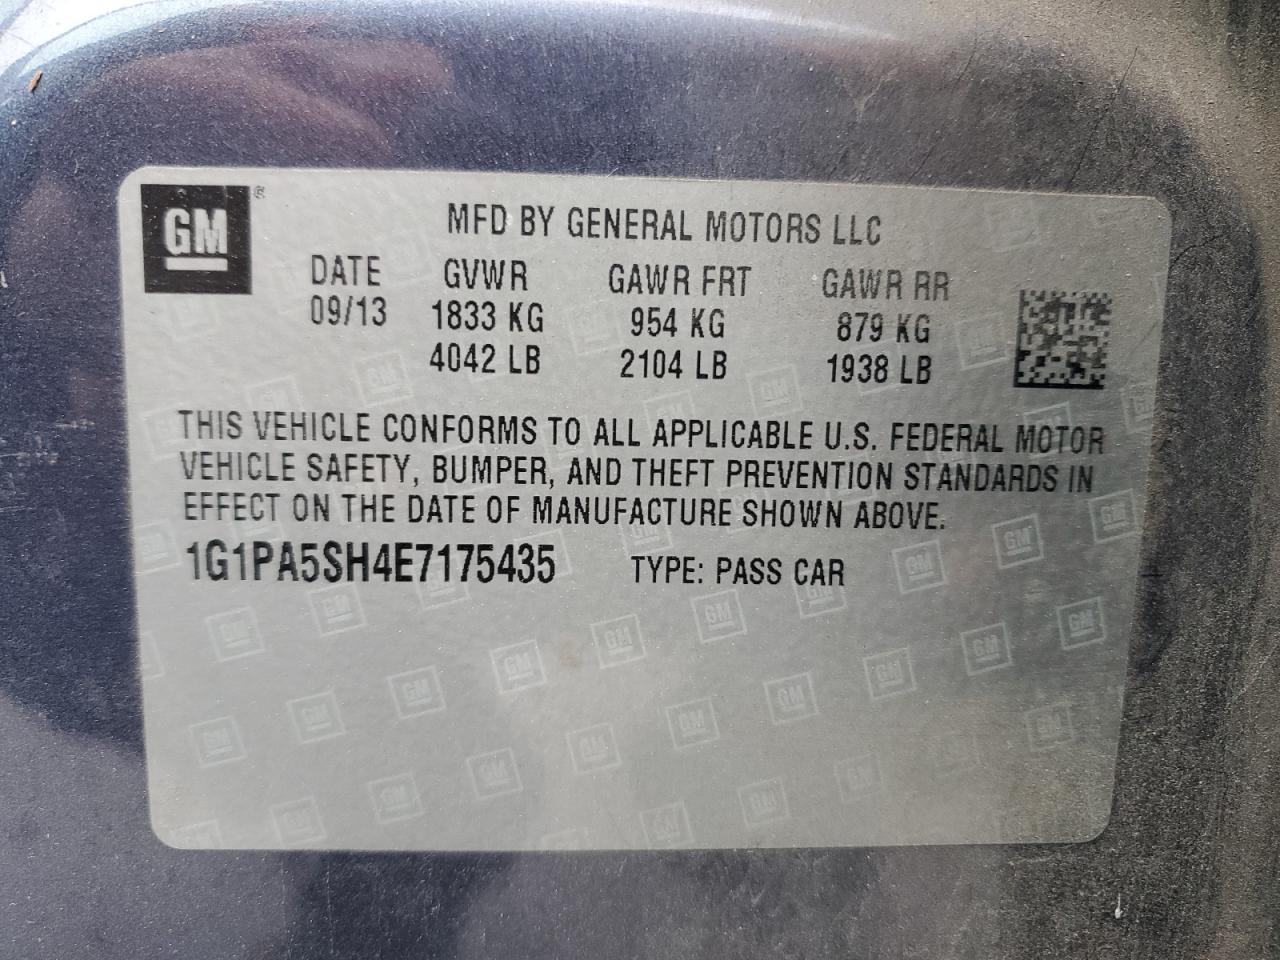 GM ®
MFD BY GENERAL MOTORS LLC
DATE GVWR GAWR FRT GAWR RR
09/13 1833 KG 954 KG 879 KG
4042 LB 2104 LB 1938 LB
THIS VEHICLE CONFORMS TO ALL APPLICABLE U.S. FEDERAL MOTOR
VEHICLE SAFETY, BUMPER, AND THEFT PREVENTION STANDARDS IN
EFFECT ON THE DATE OF MANUFACTURE SHOWN ABOVE.
1G1PA5SH4E7175435 TYPE: PASS CAR